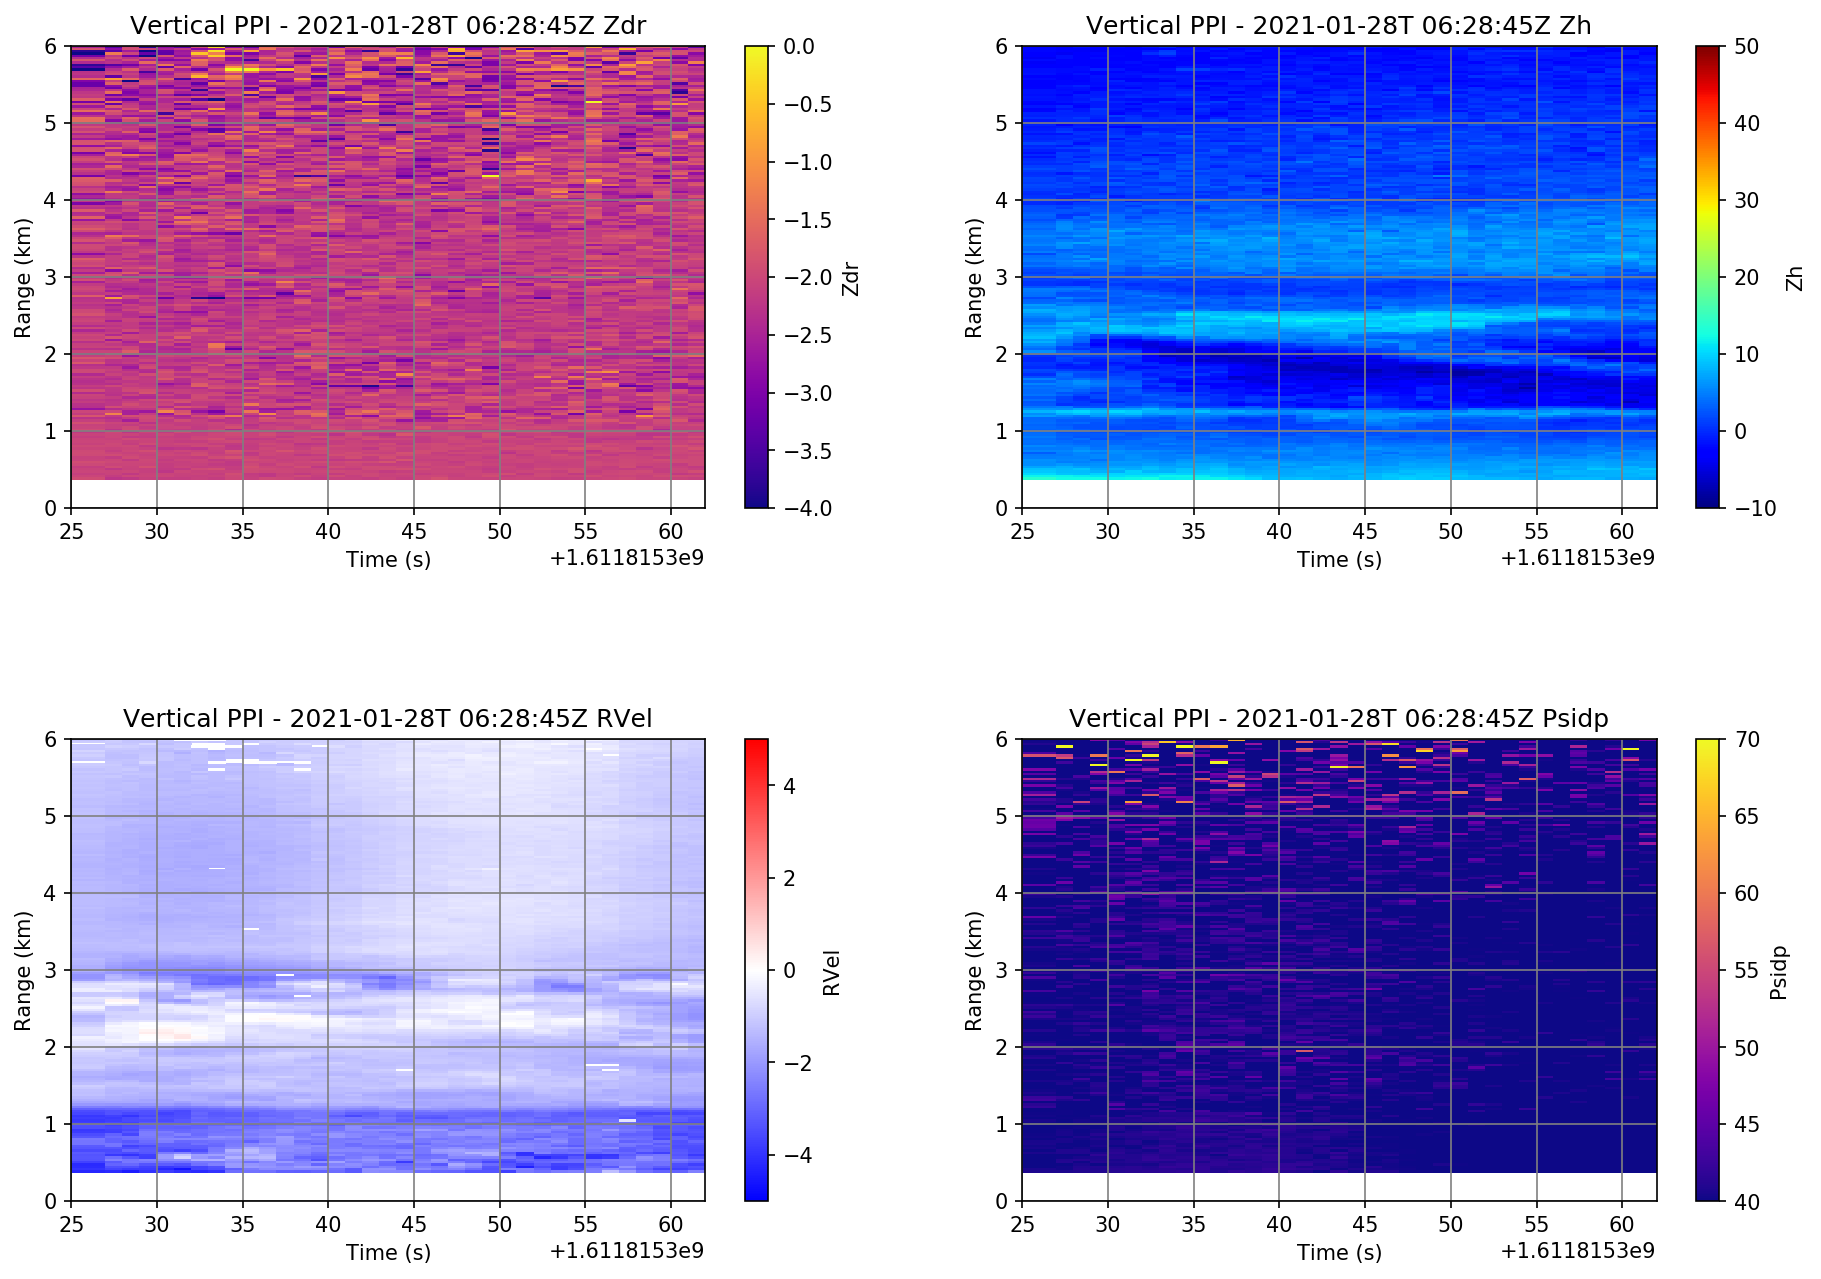 Vertical PPI - 2021-01-28T 06:28:45Z Zdr
6
5
4
3
2
1
0
Range (km)
25 30 35 40 45 50 55 60
Time (s)
+1.6118153e9
0.0
−0.5
−1.0
−1.5
−2.0
−2.5
−3.0
−3.5
−4.0
Zdr
Vertical PPI - 2021-01-28T 06:28:45Z Zh
6
5
4
3
2
1
0
Range (km)
25 30 35 40 45 50 55 60
Time (s)
+1.6118153e9
50
40
30
20
10
0
−10
Zh
Vertical PPI - 2021-01-28T 06:28:45Z RVel
6
5
4
3
2
1
0
Range (km)
25 30 35 40 45 50 55 60
Time (s)
+1.6118153e9
4
2
0
−2
−4
RVel
Vertical PPI - 2021-01-28T 06:28:45Z Psidp
6
5
4
3
2
1
0
Range (km)
25 30 35 40 45 50 55 60
Time (s)
+1.6118153e9
70
65
60
55
50
45
40
Psidp